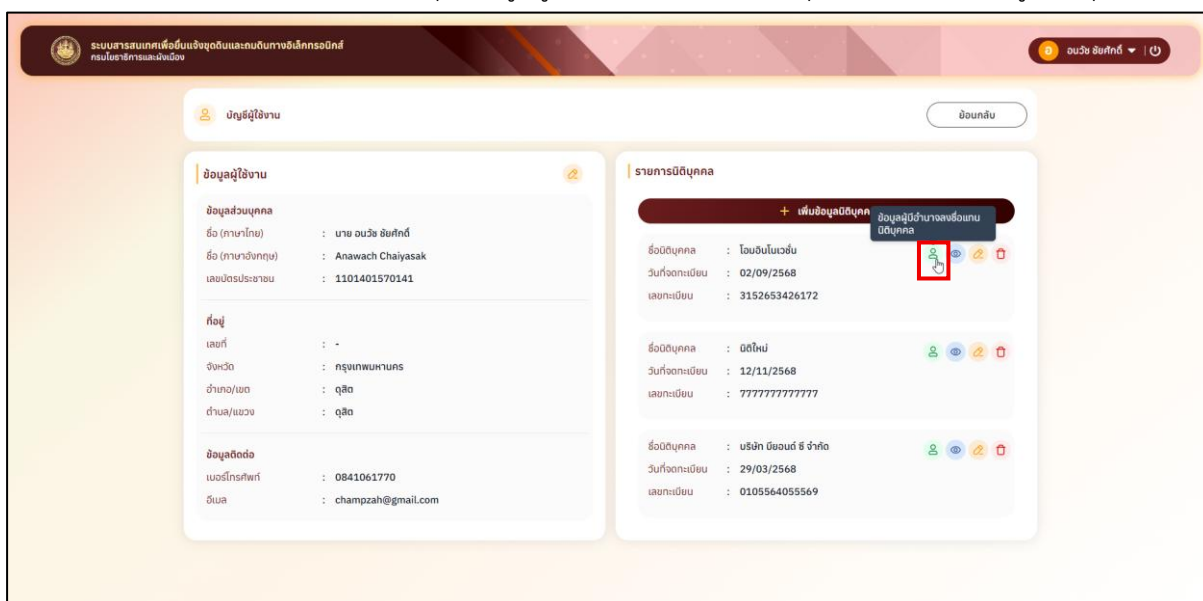 ระบบสารสนเทศเพื่อยื่นแจ้งขุดดินและถมดินทางอิเล็กทรอนิกส์
กรมโยธาธิการและผังเมือง
อ อนวัช ชัยศักดิ์
บัญชีผู้ใช้งาน
ย้อนกลับ
ข้อมูลผู้ใช้งาน
ข้อมูลส่วนบุคคล
ชื่อ (ภาษาไทย) : นาย อนวัช ชัยศักดิ์
ชื่อ (ภาษาอังกฤษ) : Anawach Chaiyasak
เลขบัตรประชาชน : 1101401570141
ที่อยู่
เลขที่ : -
จังหวัด : กรุงเทพมหานคร
อำเภอ/เขต : ดุสิต
ตำบล/แขวง : ดุสิต
ข้อมูลติดต่อ
เบอร์โทรศัพท์ : 0841061770
อีเมล : champzah@gmail.com
รายการนิติบุคคล
+ เพิ่มข้อมูลนิติบุคค
ข้อมูลผู้มีอำนาจลงชื่อแทน
นิติบุคคล
ชื่อนิติบุคคล : โอบอินโนเวชั่น
วันที่จดทะเบียน : 02/09/2568
เลขทะเบียน : 3152653426172
ชื่อนิติบุคคล : นิติใหม่
วันที่จดทะเบียน : 12/11/2568
เลขทะเบียน : 7777777777777
ชื่อนิติบุคคล : บริษัท บียอนด์ ซี จำกัด
วันที่จดทะเบียน : 29/03/2568
เลขทะเบียน : 0105564055569